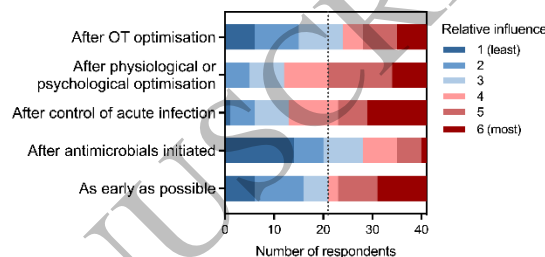 After OT optimisation
After physiological or
psychological optimisation
After control of acute infection
After antimicrobials initiated
As early as possible
0 10 20 30 40
Number of respondents
Relative influence
1 (least)
2
3
4
5
6 (most)
USCR